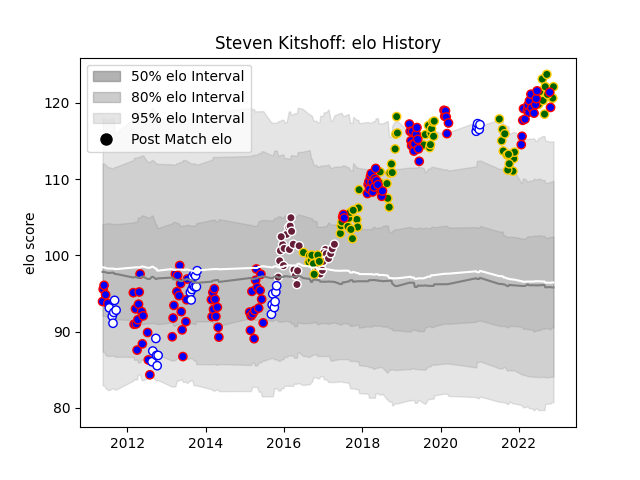 Steven Kitshoff: elo History
50% elo Interval
80% elo Interval
95% elo Interval
Post Match elo
elo score
120
110
100
90
80
2012 2014 2016 2018 2020 2022